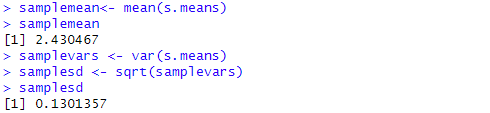 > samplemean<- mean(s.means)
> samplemean
[1] 2.430467
> samplevars <- var(s.means)
> samplesd <- sqrt(samplevars)
> samplesd
[1] 0.1301357